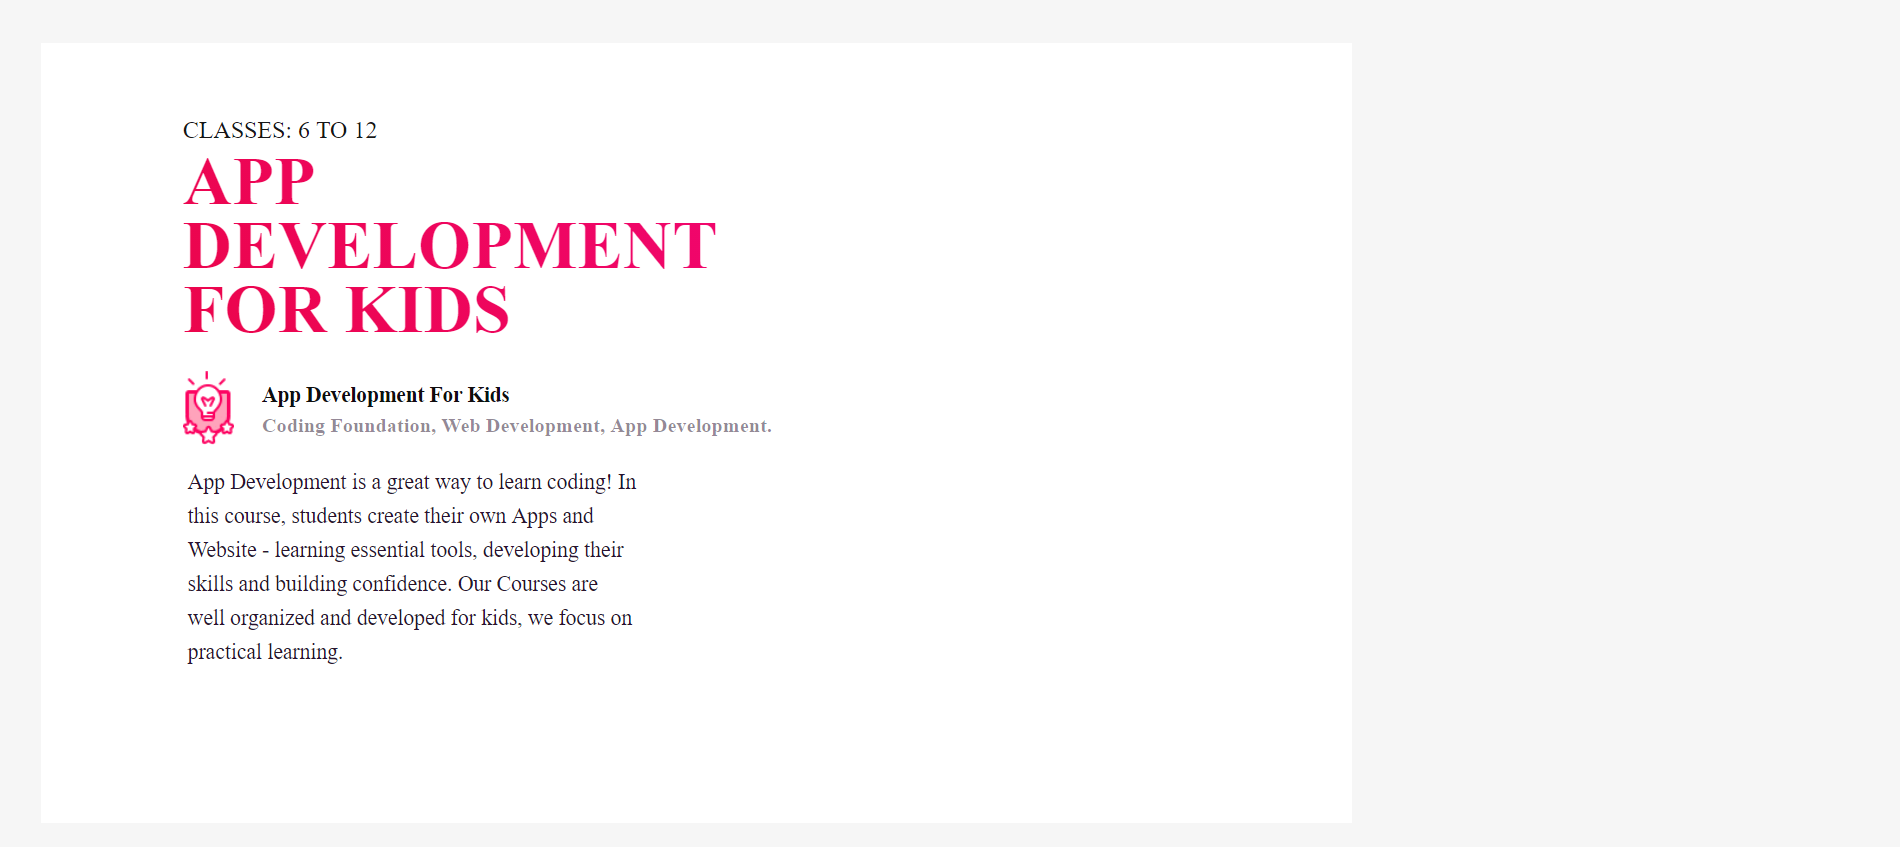 CLASSES: 6 TO 12
APP
DEVELOPMENT
FOR KIDS
App Development For Kids
Coding Foundation, Web Development, App Development.
App Development is a great way to learn coding! In
this course, students create their own Apps and
Website - learning essential tools, developing their
skills and building confidence. Our Courses are
well organized and developed for kids, we focus on
practical learning.